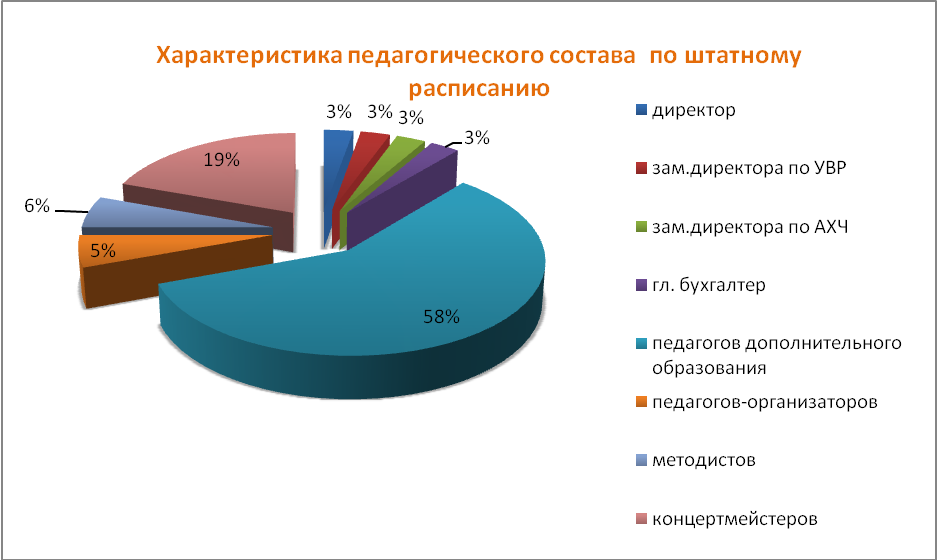 Характеристика педагогического состава  по штатному
расписанию
3%
3%
3%
3%
19%
6%
5%
58%
директор
зам.директора по УВР
зам.директора по АХЧ
гл. бухгалтер
педагогов дополнительного
образования
педагогов-организаторов
методистов
концертмейстеров